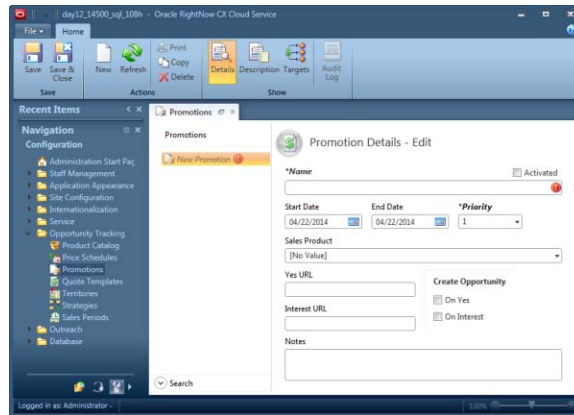 day12_14500_sql_108h - Oracle RightNow CX Cloud Service
File
Home
Save
Save & Close
New
Refresh
Print
Copy
Delete
Details
Description
Targets
Audit Log
Save
Actions
Show
Recent Items
Navigation
Configuration
Administration Start Pag
Staff Management
Application Appearance
Site Configuration
Internationalization
Service
Opportunity Tracking
Product Catalog
Price Schedules
Promotions
Quote Templates
Territories
Strategies
Sales Periods
Outreach
Database
Promotions
Promotions
New Promotion
Search
Promotion Details - Edit
*Name
Activated
Start Date
End Date
*Priority
04/22/2014
04/22/2014
1
Sales Product
[No Value]
Yes URL
Create Opportunity
On Yes
Interest URL
On Interest
Notes
Logged in as: Administrator -
100%